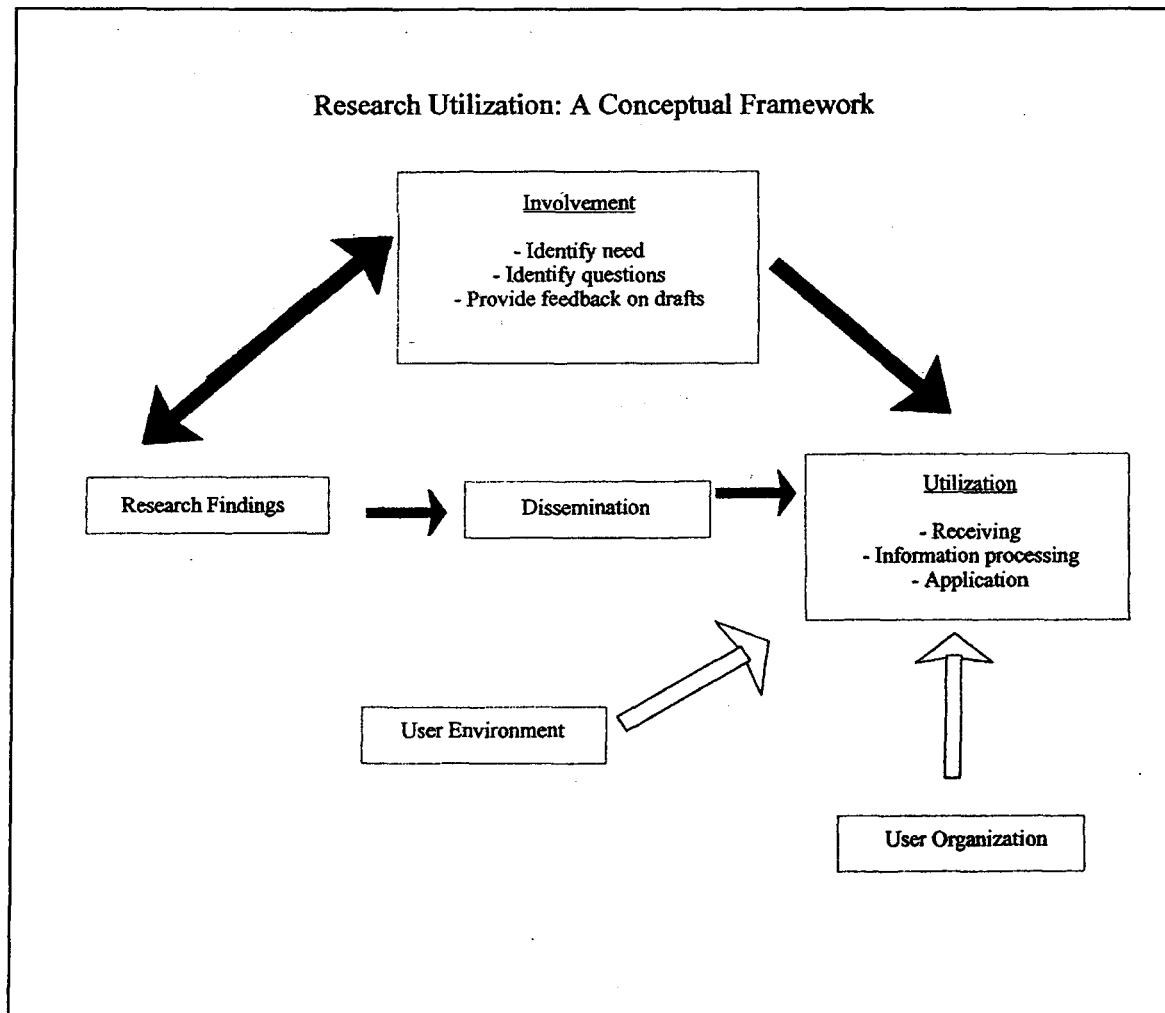 Research Utilization: A Conceptual Framework
Involvement
- Identify need
- Identify questions
- Provide feedback on drafts
Research Findings
Dissemination
Utilization
- Receiving
- Information processing
- Application
User Environment
User Organization